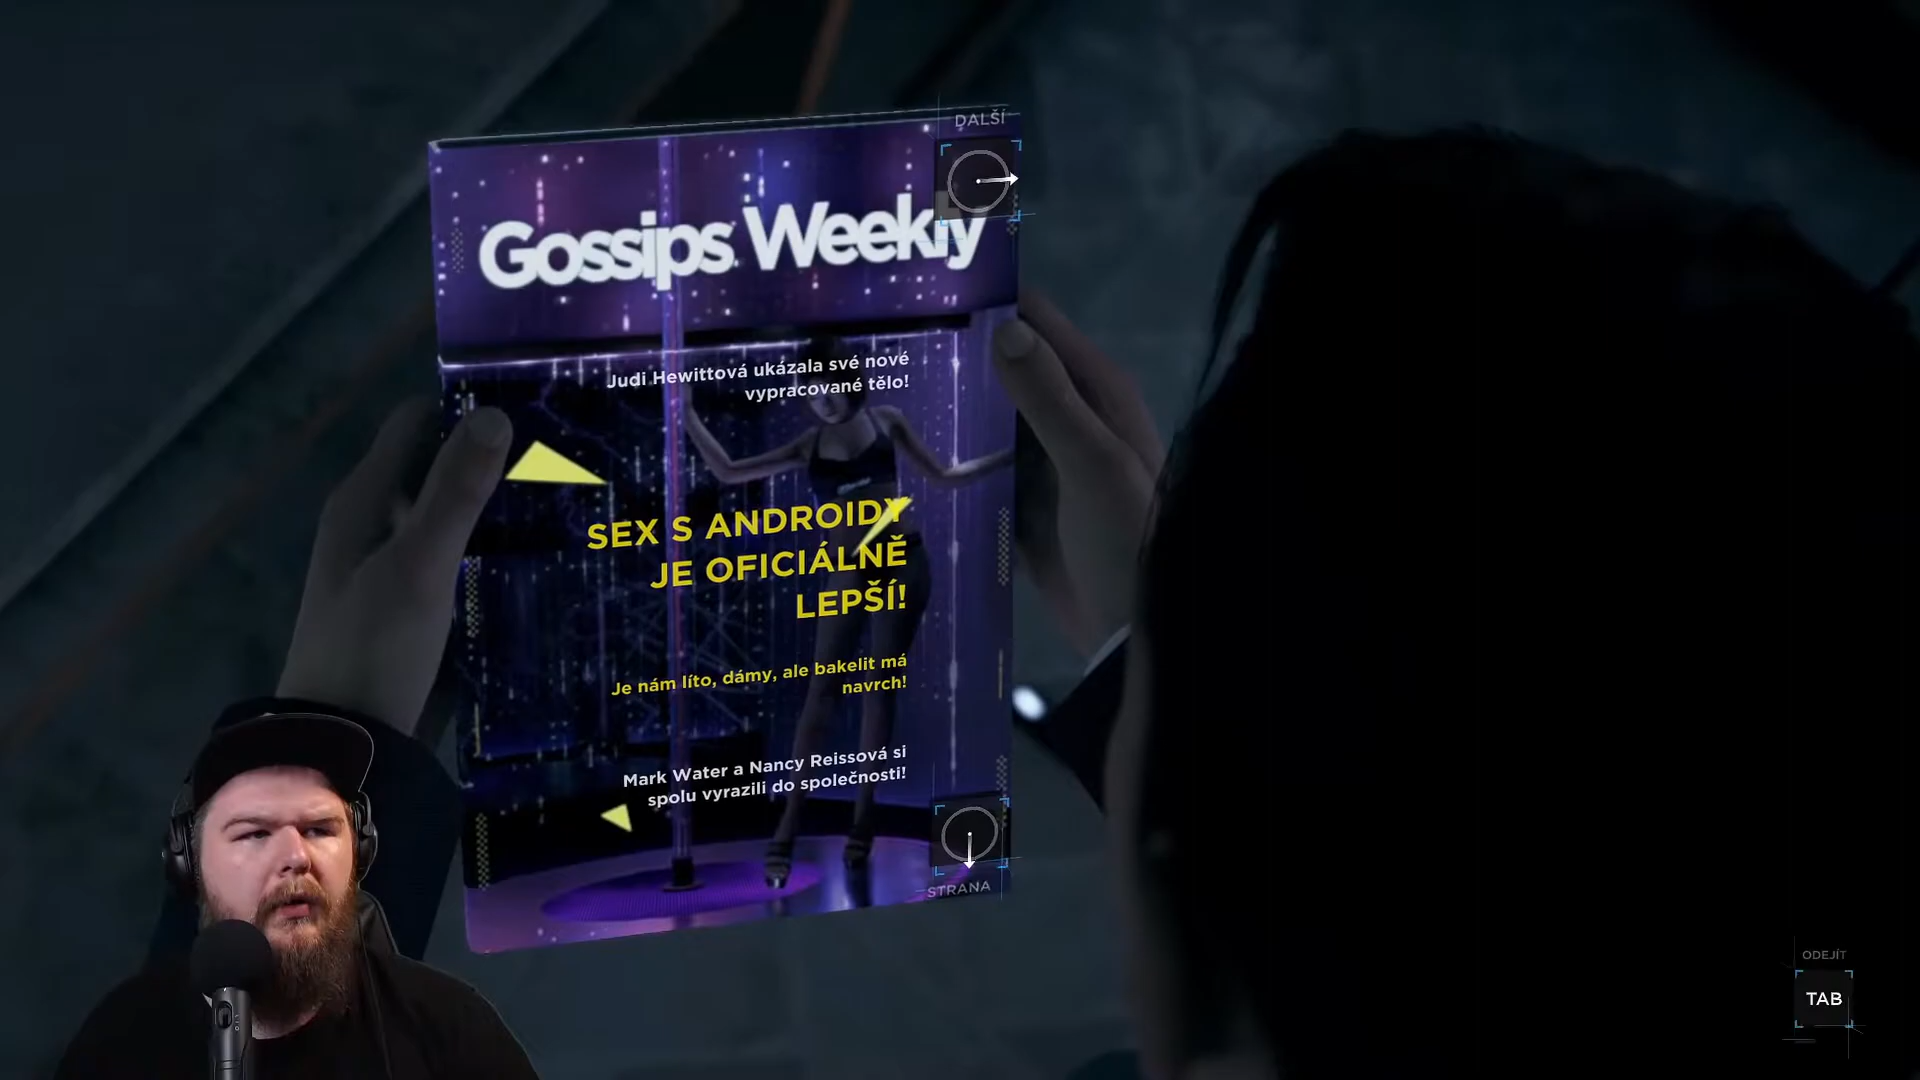 DALŠÍ
Gossips Weekly
Judi Hewittová ukázala své nové
vypracované tělo!
SEX S ANDROIDY
JE OFICIÁLNĚ
LEPŠÍ!
Je nám líto, dámy, ale bakelit má
navrch!
Mark Water a Nancy Reissová si
spolu vyrazili do společnosti!
STRANA
ODEJÍT
TAB